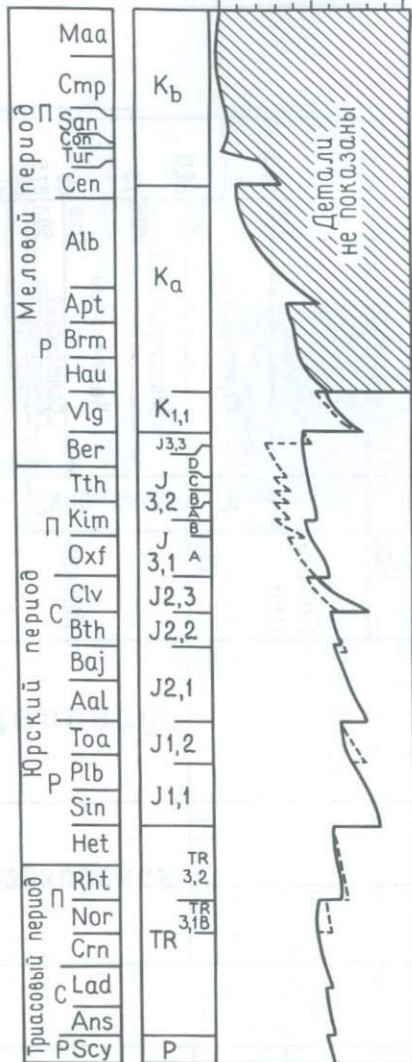 Меловой период
П
Р
Maa
Cmp
San
Con
Tur
Cen
Alb
Apt
Brm
Hau
Vlg
Ber
Юрский период
П
С
Р
Tth
Kim
Oxf
Clv
Bth
Baj
Aal
Toa
Plb
Sin
Het
Триасовый период
П
С
Р
Rht
Nor
Crn
Lad
Ans
Scy
Kb
Ka
K1,1
J3,3
J
3,2
D
C
B
A
J
3,1
B
A
J2,3
J2,2
J2,1
J1,2
J1,1
TR
TR
3,2
TR
3,1B
P
Детали
не показаны